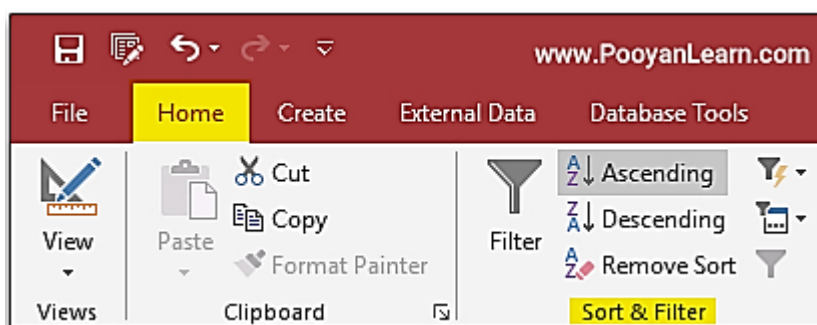 www.PooyanLearn.com
File Home Create External Data Database Tools
View
Paste
Cut
Copy
Format Painter
Filter
Ascending
Descending
Remove Sort
Views Clipboard Sort & Filter